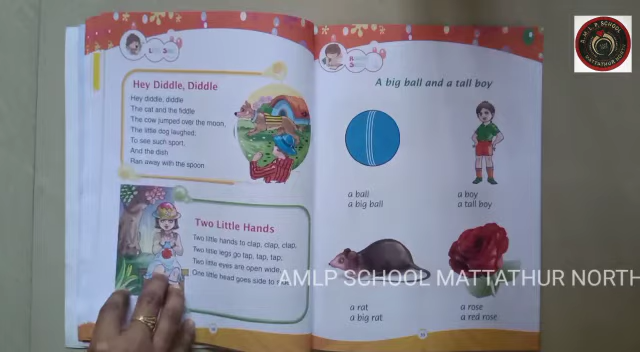 Hey Diddle, Diddle
Hey diddle, diddle
The cat and the fiddle
The cow jumped over the moon,
The little dog laughed,
To see such sport,
And the dish
Ran away with the spoon
Two Little Hands
Two little hands to clap, clap, clap,
Two little legs go tap, tap, tap,
Two little eyes are open wide
One little head goes side to
A big ball and a tall boy
a ball
a big ball
a boy
a tall boy
a rat
a big rat
a rose
a red rose
A.M.L.P. SCHOOL
MATTATHUR NORTH
AMLP SCHOOL MATTATHUR NORTH